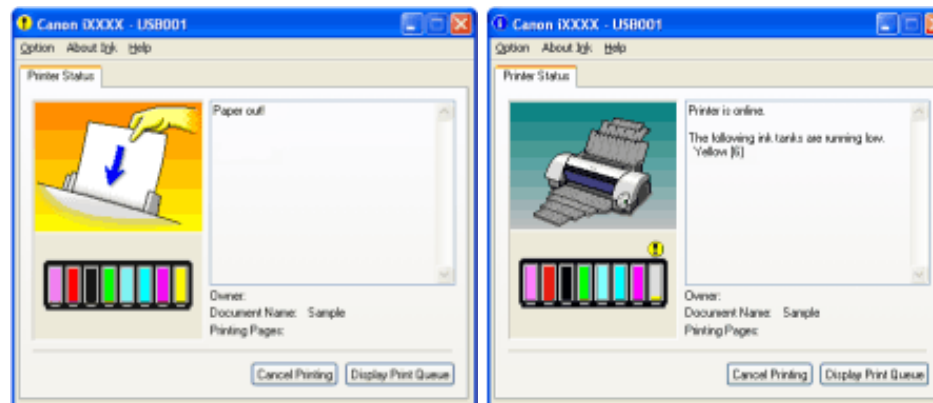 Canon iXXXX - USB001
Option About Ink Help
Printer Status
Paper out!
Owner:
Document Name: Sample
Printing Pages:
Cancel Printing Display Print Queue
Canon iXXXX - USB001
Option About Ink Help
Printer Status
Printer is online.
The following ink tanks are running low.
Yellow [6]
Owner:
Document Name: Sample
Printing Pages:
Cancel Printing Display Print Queue